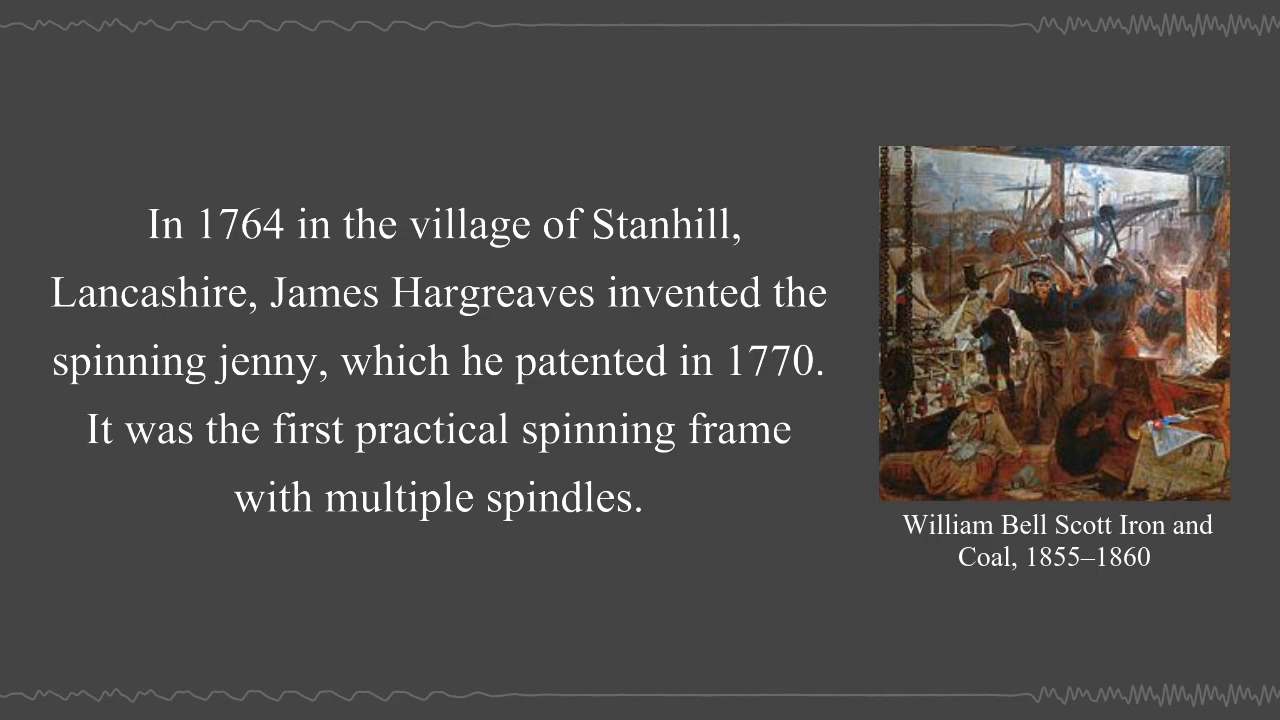 In 1764 in the village of Stanhill,
Lancashire, James Hargreaves invented the
spinning jenny, which he patented in 1770.
It was the first practical spinning frame
with multiple spindles.
William Bell Scott Iron and
Coal, 1855–1860